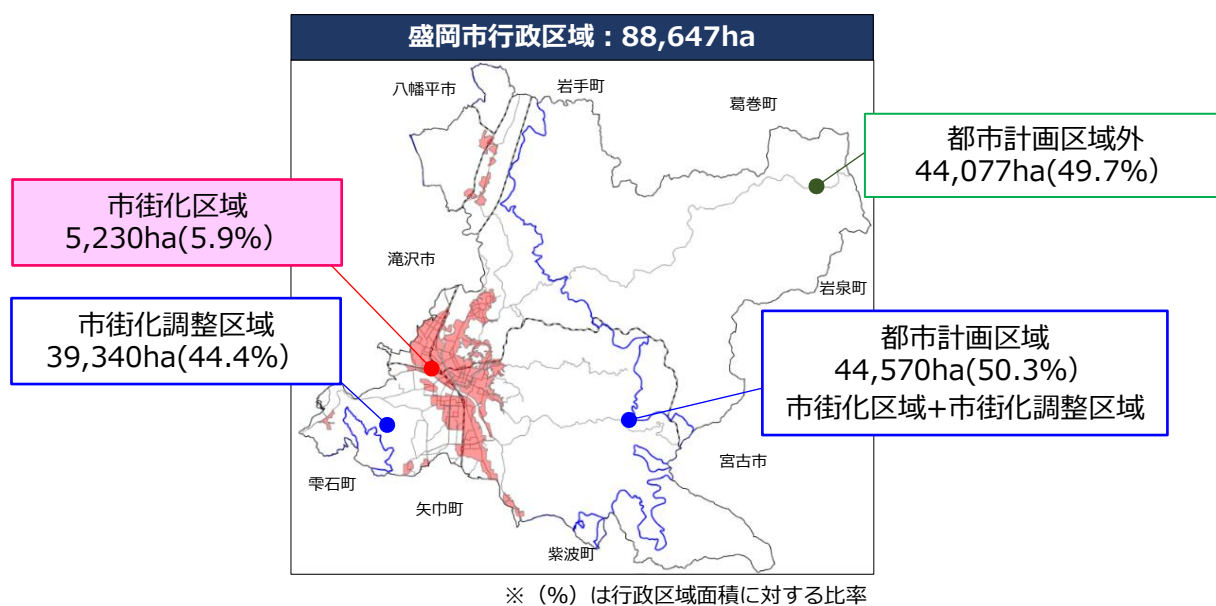 盛岡市行政区域：88,647ha
八幡平市
岩手町
葛巻町
都市計画区域外
44,077ha(49.7%）
市街化区域
5,230ha(5.9%）
滝沢市
岩泉町
市街化調整区域
39,340ha(44.4%）
都市計画区域
44,570ha(50.3%）
市街化区域+市街化調整区域
宮古市
雫石町
矢巾町
紫波町
※（%）は行政区域面積に対する比率